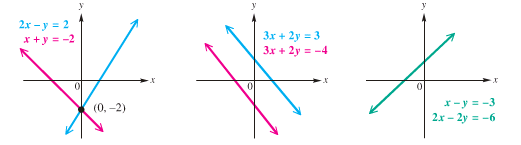 y
2x − y = 2
x + y = −2
x
0
(0, −2)
y
3x + 2y = 3
3x + 2y = −4
x
0
y
x
0
x − y = −3
2x − 2y = −6